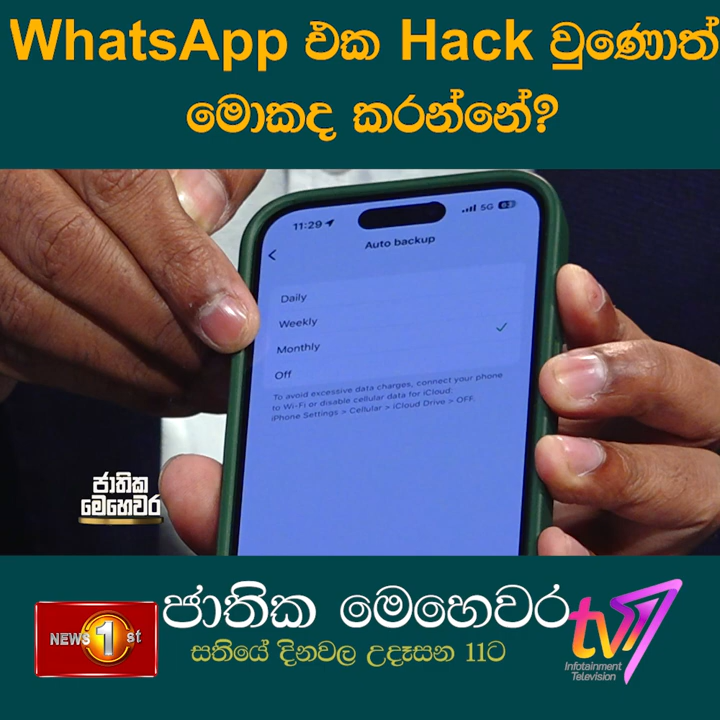 WhatsApp එක Hack වුණොත්
මොකද කරන්නේ?
11:29
5G 63
Auto backup
Daily
Weekly
Monthly
Off
To avoid excessive data charges, connect your phone
to Wi-Fi or disable cellular data for iCloud:
iPhone Settings > Cellular > iCloud Drive > OFF.
ජාතික
මෙහෙවර
NEWS 1st
ජාතික මෙහෙවර
සතියේ දිනවල උදෑසන 11ට
tv1
Infotainment
Television